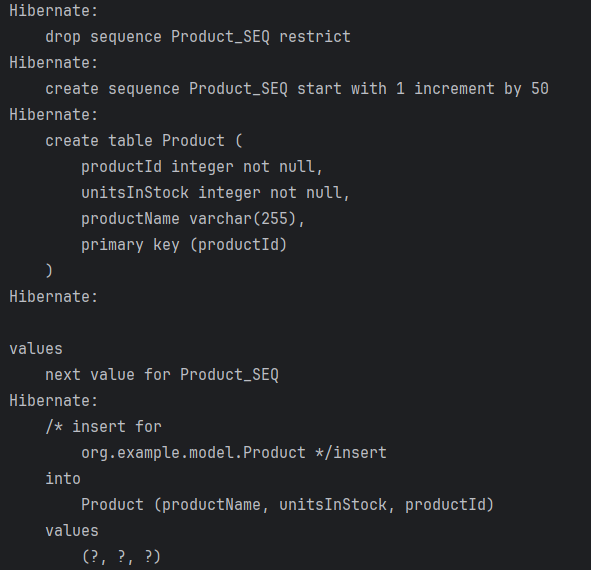 Hibernate:
    drop sequence Product_SEQ restrict
Hibernate:
    create sequence Product_SEQ start with 1 increment by 50
Hibernate:
    create table Product (
        productId integer not null,
        unitsInStock integer not null,
        productName varchar(255),
        primary key (productId)
    )
Hibernate:

values
    next value for Product_SEQ
Hibernate:
    /* insert for
        org.example.model.Product */insert
    into
        Product (productName, unitsInStock, productId)
    values
        (?, ?, ?)